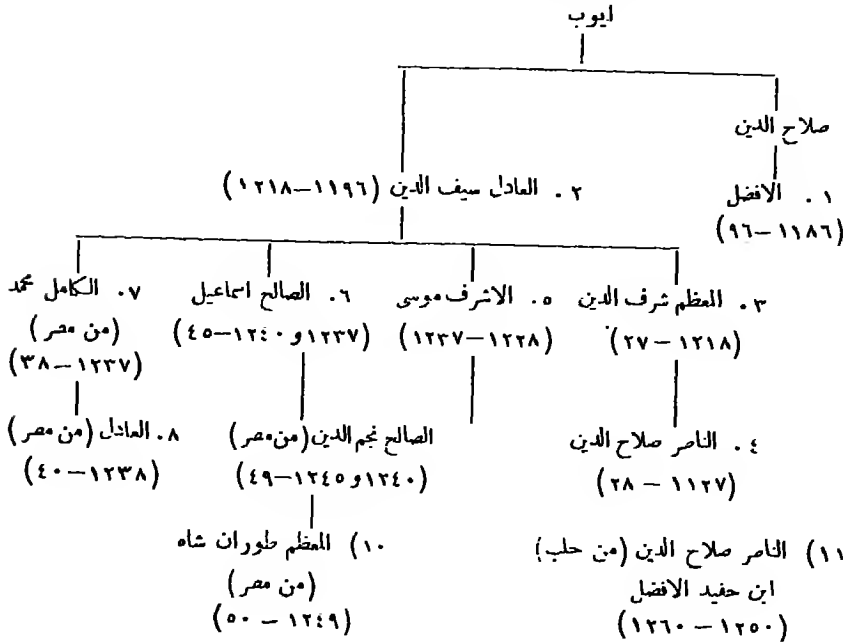 ايوب
صلاح الدين
١ . الافضل
(١١٨٦–٩٦)
٢ . العادل سيف الدين (١١٩٦–١٢١٨)
٣ . المعظم شرف الدين
(١٢١٨ – ٢٧)
٥ . الاشرف موسى
(١٢٢٨–١٢٣٧)
٦ . الصالح اسماعيل
(١٢٣٧ و ١٢٤٠–٤٥)
٧ . الكامل محمد
(من مصر)
(١٢٣٧–٣٨)
٤ . الناصر صلاح الدين
(١١٢٧ – ٢٨)
الصالح نجم الدين (من مصر)
(١٢٤٠ و ١٢٤٥–٤٩)
٨ . العادل (من مصر)
(١٢٣٨–٤٠)
١١) الناصر صلاح الدين (من حلب)
ابن حفيد الافضل
(١٢٥٠ – ١٢٦٠)
١٠) المعظم طوران شاه
(من مصر)
(١٢٤٩ – ٥٠)